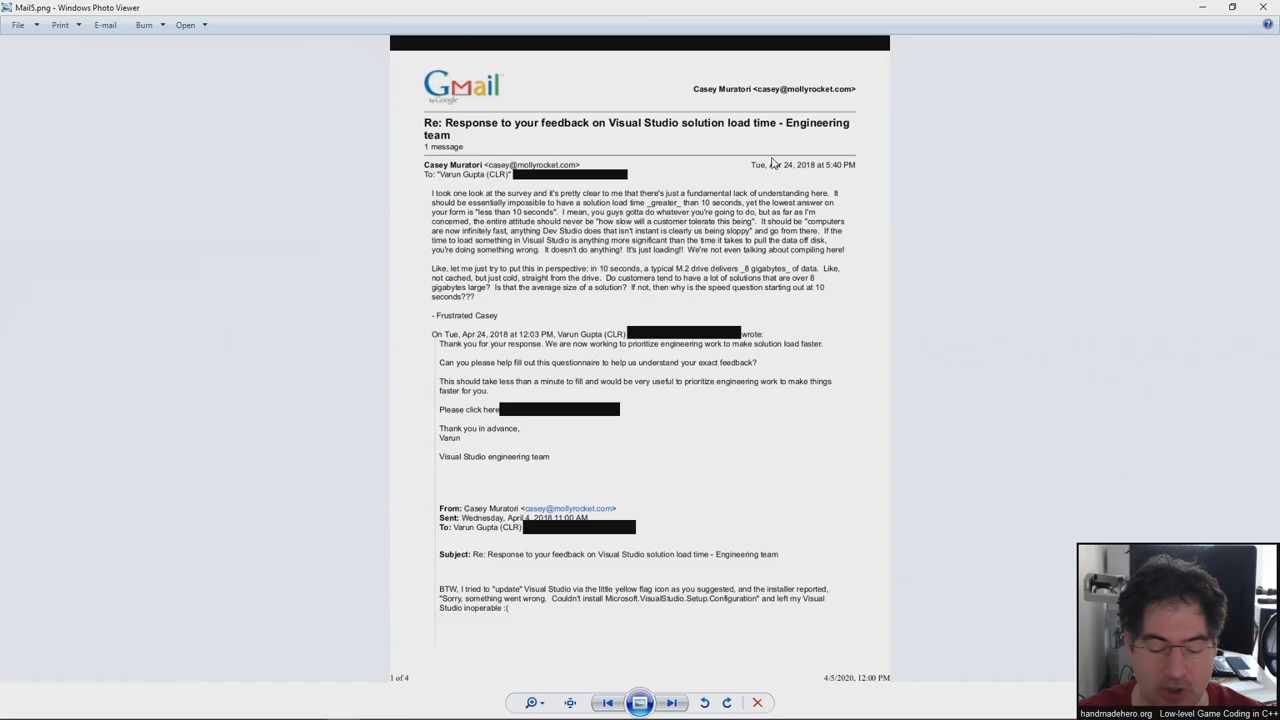 Mail5.png - Windows Photo Viewer
File Print E-mail Burn Open
Gmail
by Google
Casey Muratori <casey@mollyrocket.com>
Re: Response to your feedback on Visual Studio solution load time - Engineering
team
1 message
Casey Muratori <casey@mollyrocket.com>
Tue, 24, 2018 at 5:40 PM
To: "Varun Gupta (CLR)"
I took one look at the survey and it's pretty clear to me that there's just a fundamental lack of understanding here. It
should be essentially impossible to have a solution load time _greater_ than 10 seconds, yet the lowest answer on
your form is "less than 10 seconds". I mean, you guys gotta do whatever you're going to do, but as far as I'm
concerned, the entire attitude should never be "how slow will a customer tolerate this being". It should be "computers
are now infinitely fast, anything Dev Studio does that isn't instant is clearly us being sloppy" and go from there. If the
time to load something in Visual Studio is anything more significant than the time it takes to pull the data off disk,
you're doing something wrong. It doesn't do anything! It's just loading!! We're not even talking about compiling here!
Like, let me just try to put this in perspective: in 10 seconds, a typical M.2 drive delivers _8 gigabytes_ of data. Like,
not cached, but just cold, straight from the drive. Do customers tend to have a lot of solutions that are over 8
gigabytes large? Is that the average size of a solution? If not, then why is the speed question starting out at 10
seconds???
- Frustrated Casey
On Tue, Apr 24, 2018 at 12:03 PM, Varun Gupta (CLR) wrote:
Thank you for your response. We are now working to prioritize engineering work to make solution load faster.
Can you please help fill out this questionnaire to help us understand your exact feedback?
This should take less than a minute to fill and would be very useful to prioritize engineering work to make things
faster for you.
Please click here
Thank you in advance,
Varun
Visual Studio engineering team
From: Casey Muratori <casey@mollyrocket.com>
Sent: Wednesday, April 4, 2018 11:00 AM
To: Varun Gupta (CLR)
Subject: Re: Response to your feedback on Visual Studio solution load time - Engineering team
BTW, I tried to "update" Visual Studio via the little yellow flag icon as you suggested, and the installer reported,
"Sorry, something went wrong. Couldn't install Microsoft.VisualStudio.Setup.Configuration" and left my Visual
Studio inoperable :(
1 of 4
4/5/2020, 12:00 PM
handmadehero.org Low-level Game Coding in C++